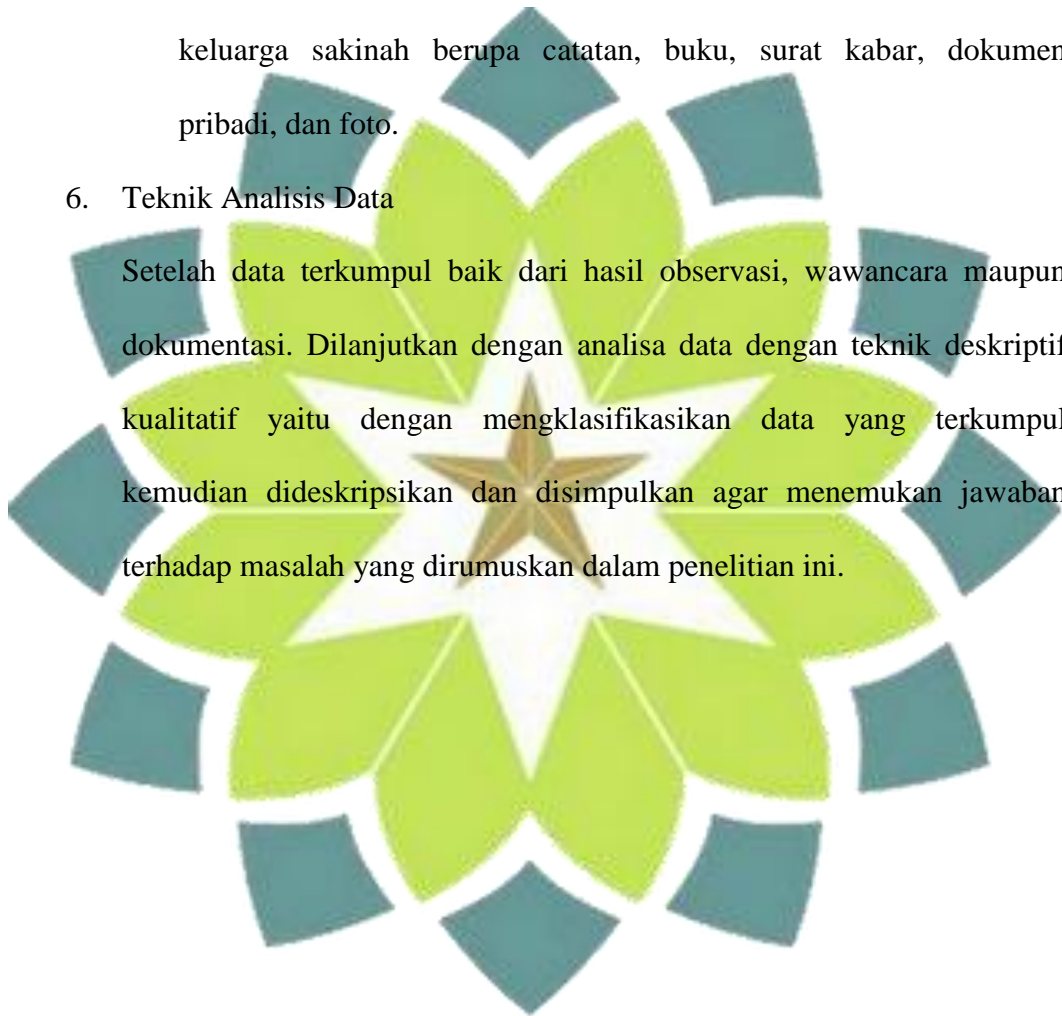 keluarga sakinah berupa catatan, buku, surat kabar, dokumen
pribadi, dan foto.
6. Teknik Analisis Data
Setelah data terkumpul baik dari hasil observasi, wawancara maupun
dokumentasi. Dilanjutkan dengan analisa data dengan teknik deskriptif
kualitatif yaitu dengan mengklasifikasikan data yang terkumpul
kemudian dideskripsikan dan disimpulkan agar menemukan jawaban
terhadap masalah yang dirumuskan dalam penelitian ini.